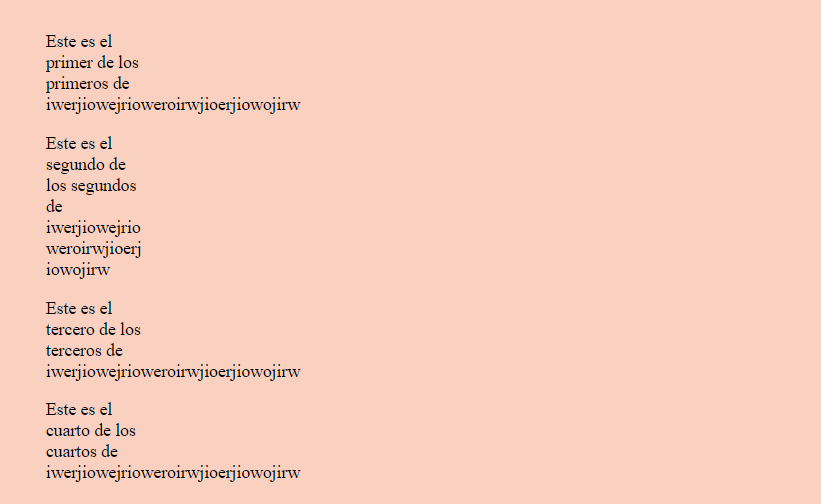 Este es el
primer de los
primeros de
iwerjiowejrioweroirwjioerjiowojirw
Este es el
segundo de
los segundos
de
iwerjiowejrio
weroirwjioerj
iowojirw
Este es el
tercero de los
terceros de
iwerjiowejrioweroirwjioerjiowojirw
Este es el
cuarto de los
cuartos de
iwerjiowejrioweroirwjioerjiowojirw